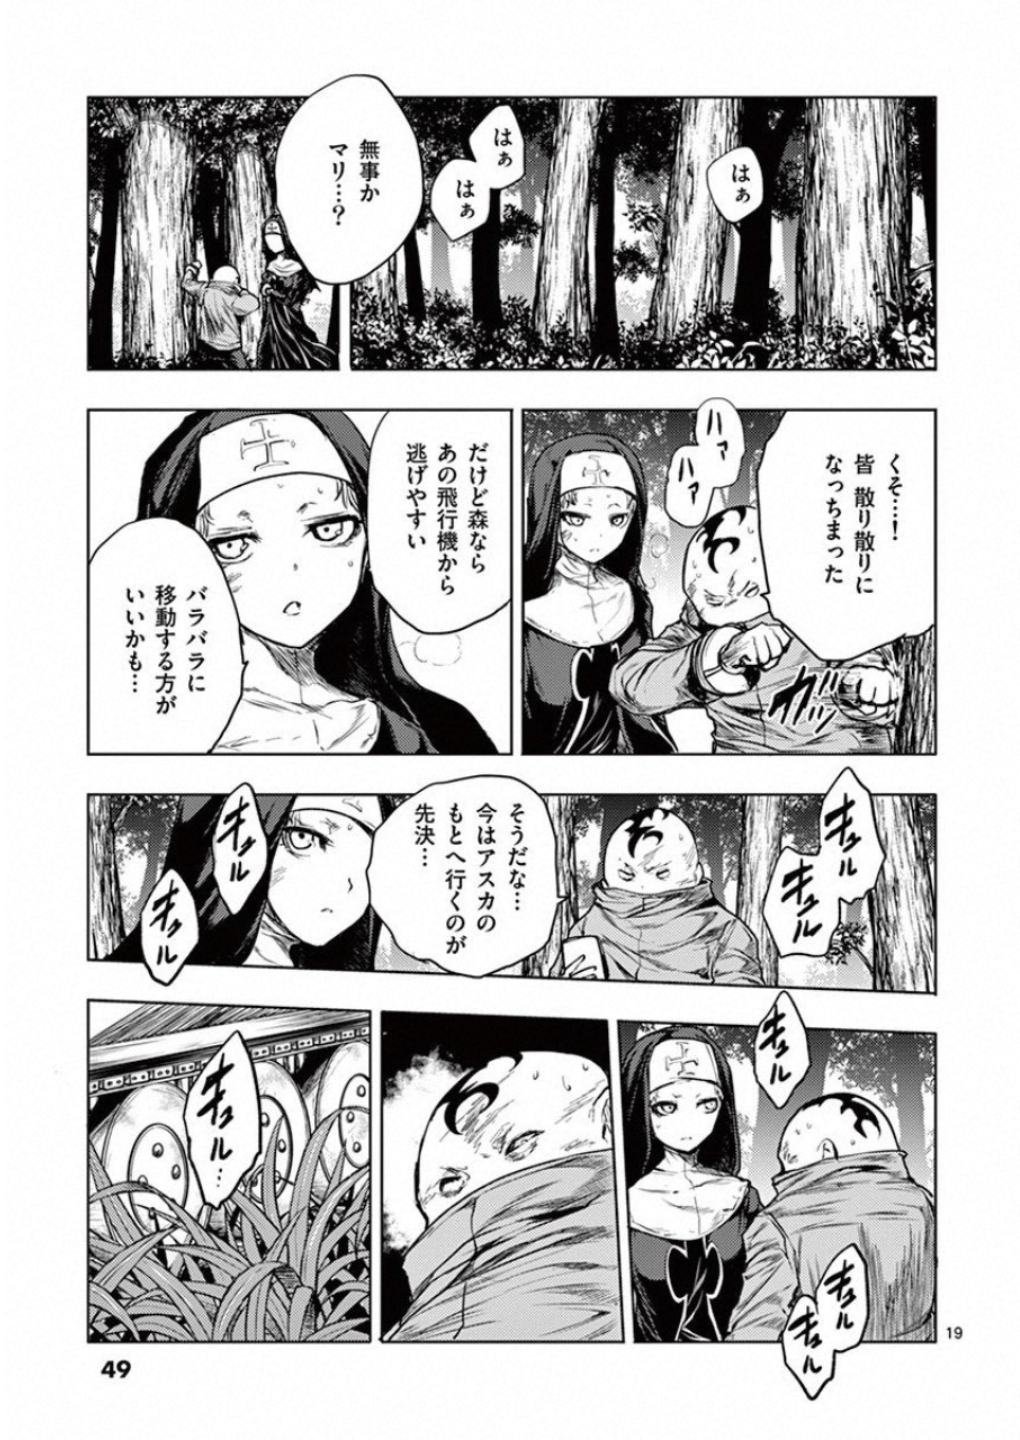 はぁ
はぁ
はぁ
無事か
マリ…?
くそ…!
皆 散り散りに
なっちまった
ハァ
ハァ
ガッ
だけど森なら
あの飛行機から
逃げやすい
バラバラに
移動する方が
いいかも…
キュル
キュル
そうだな…
今はアスカの
もとへ行くのが
先決…
キュル
キュル
キュル
キュル
キュル
キュル
キュル…
19
49